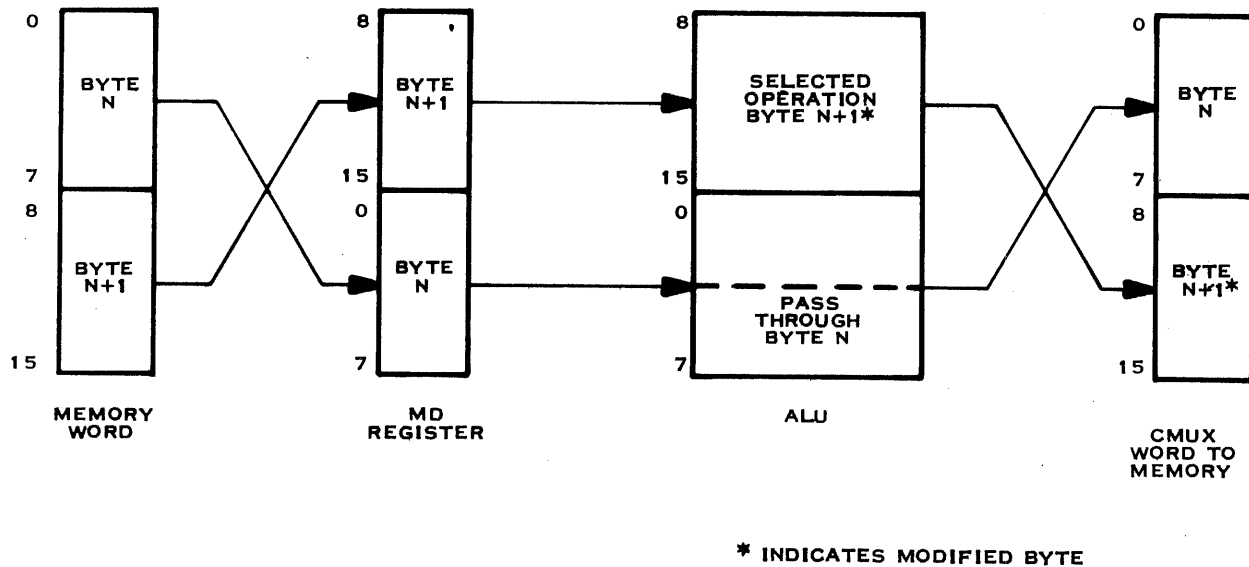 0
BYTE
N
7
8
BYTE
N+1
15
MEMORY
WORD
8
BYTE
N+1
15
0
BYTE
N
7
MD
REGISTER
8
SELECTED
OPERATION
BYTE N+1*
15
0
PASS
THROUGH
BYTE N
7
ALU
0
BYTE
N
7
8
BYTE
N+1*
15
CMUX
WORD TO
MEMORY
* INDICATES MODIFIED BYTE